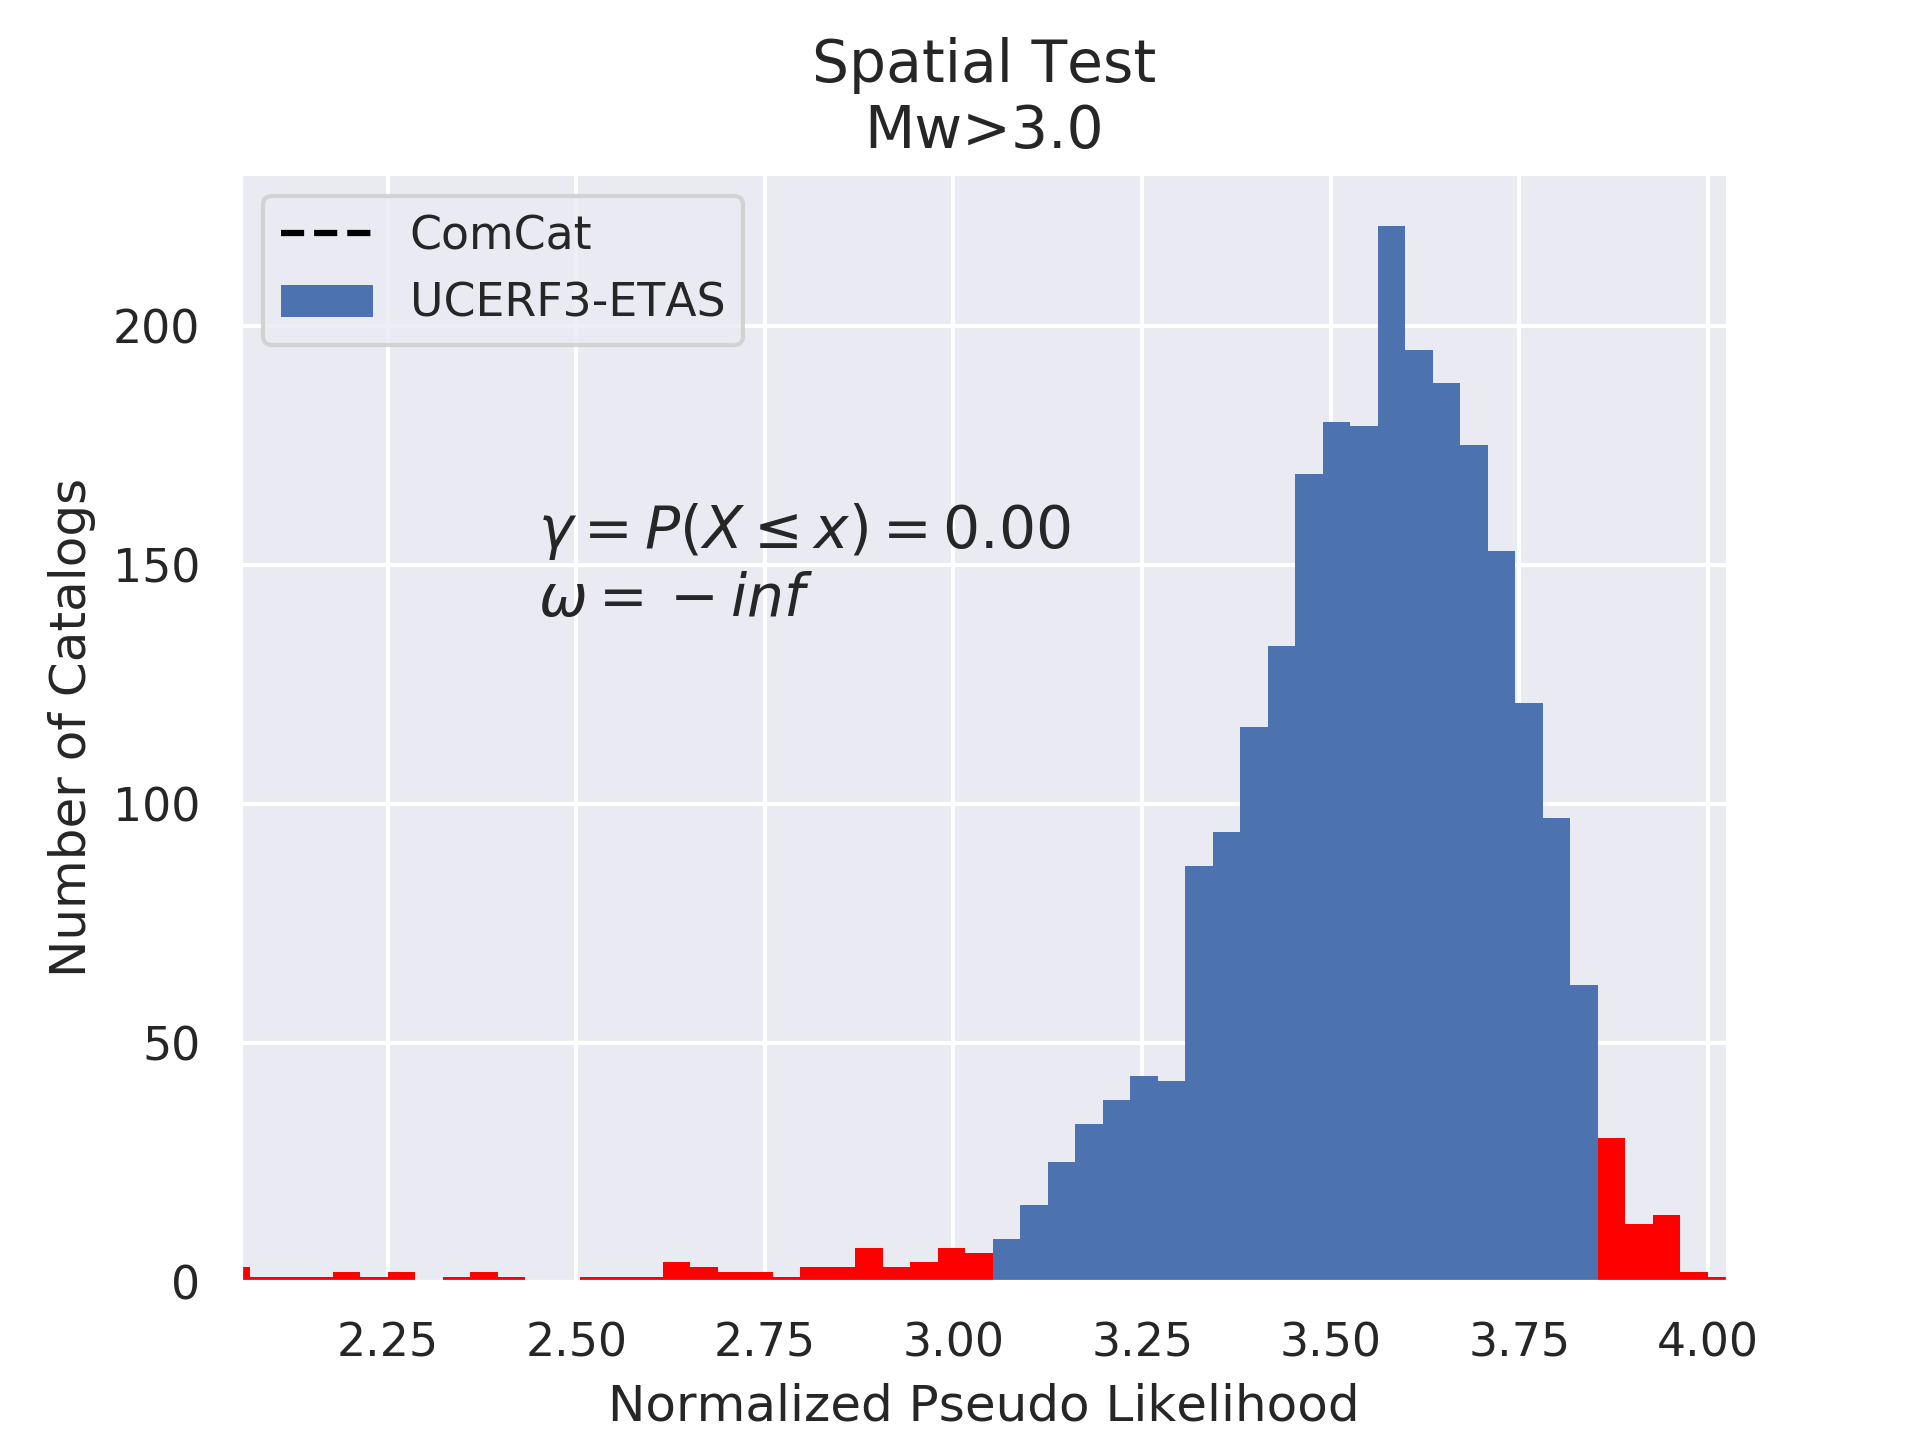 Spatial Test
Mw>3.0
ComCat
UCERF3-ETAS
γ = P(X ≤ x) = 0.00
ω = − inf
Number of Catalogs
200
150
100
50
0
2.25 2.50 2.75 3.00 3.25 3.50 3.75 4.00
Normalized Pseudo Likelihood